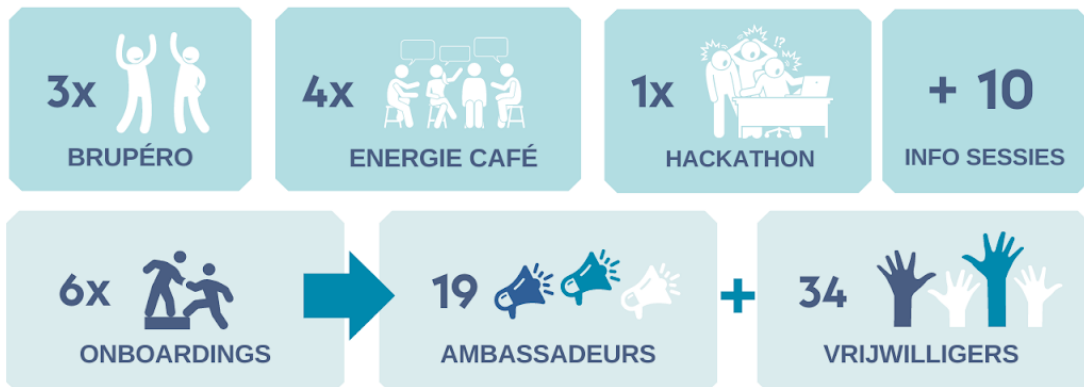 3x
BRUPÉRO
4x
ENERGIE CAFÉ
!?
1x
HACKATHON
+ 10
INFO SESSIES
6x
ONBOARDINGS
19
AMBASSADEURS
+
34
VRIJWILLIGERS